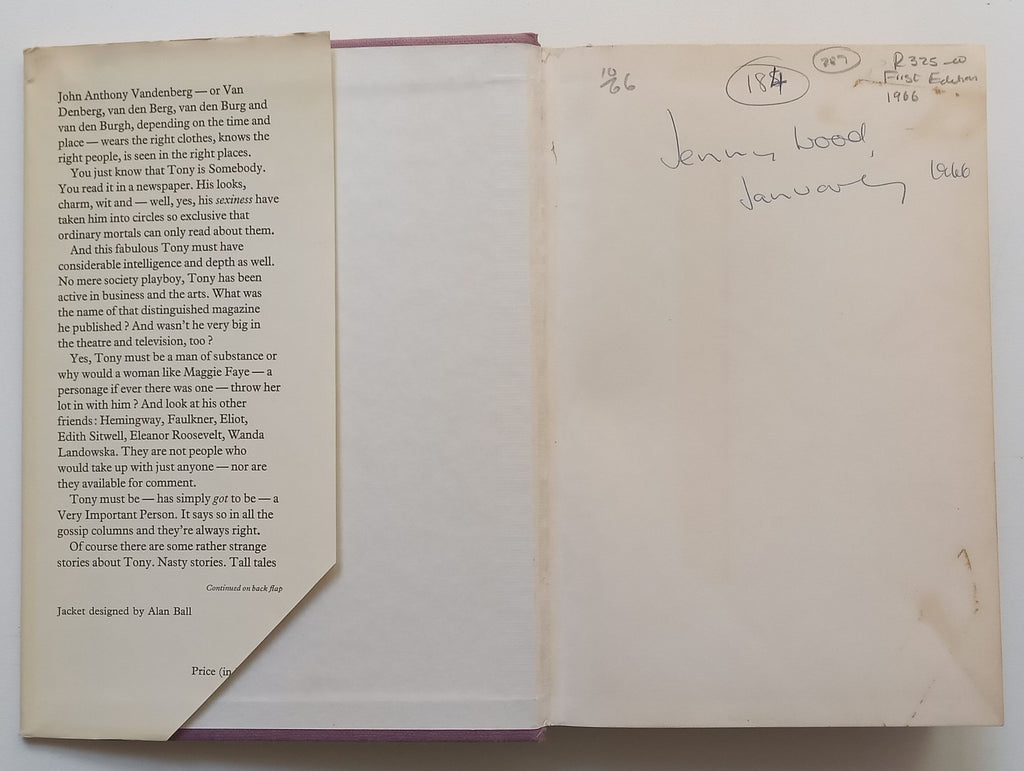 John Anthony Vandenberg — or Van
Denberg, van den Berg, van den Burg and
van den Burgh, depending on the time and
place — wears the right clothes, knows the
right people, is seen in the right places.
You just know that Tony is Somebody.
You read it in a newspaper. His looks,
charm, wit and — well, yes, his sexiness have
taken him into circles so exclusive that
ordinary mortals can only read about them.
And this fabulous Tony must have
considerable intelligence and depth as well.
No mere society playboy, Tony has been
active in business and the arts. What was
the name of that distinguished magazine
he published ? And wasn't he very big in
the theatre and television, too ?
Yes, Tony must be a man of substance or
why would a woman like Maggie Faye — a
personage if ever there was one — throw her
lot in with him ? And look at his other
friends: Hemingway, Faulkner, Eliot,
Edith Sitwell, Eleanor Roosevelt, Wanda
Landowska. They are not people who
would take up with just anyone — nor are
they available for comment.
Tony must be — has simply got to be — a
Very Important Person. It says so in all the
gossip columns and they're always right.
Of course there are some rather strange
stories about Tony. Nasty stories. Tall tales
Continued on back flap
Jacket designed by Alan Ball
Price (in
10/66
184
R325-00
First Edition
1966
Jenny Wood,
January 1966